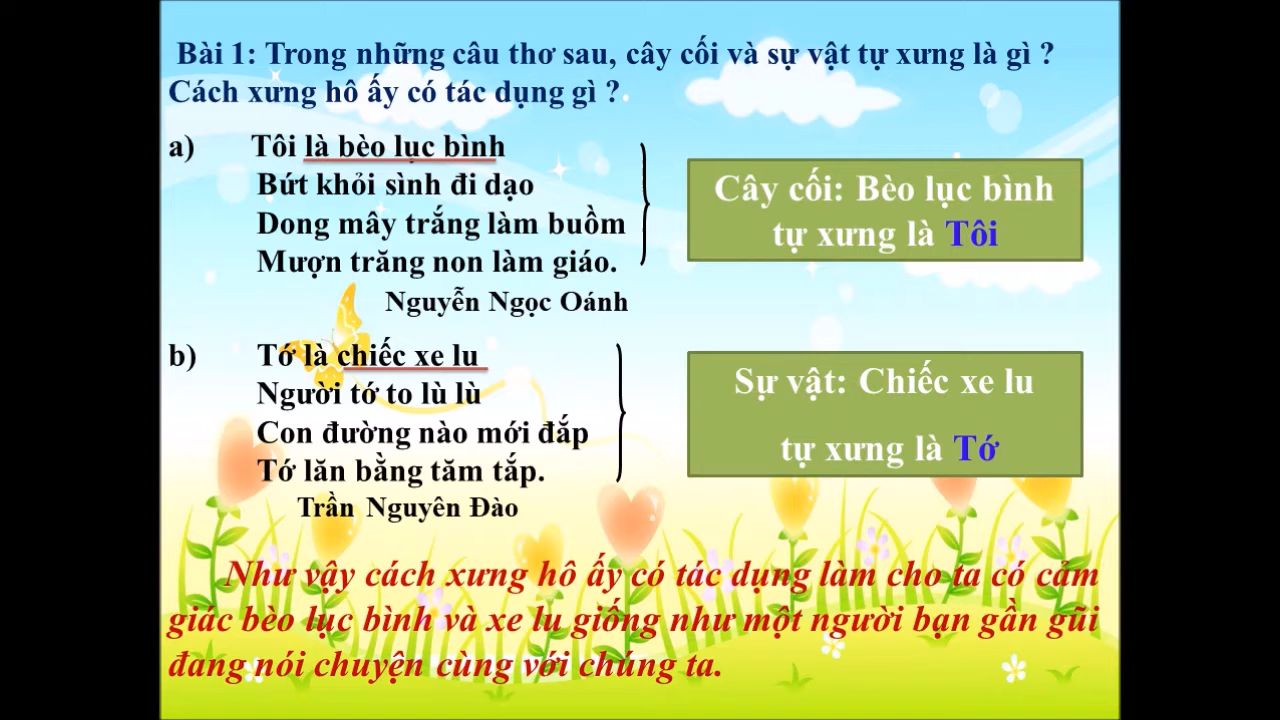 Bài 1: Trong những câu thơ sau, cây cối và sự vật tự xưng là gì ?
Cách xưng hô ấy có tác dụng gì ?
a) Tôi là bèo lục bình
Bứt khỏi sình đi dạo
Dong mây trắng làm buồm
Mượn trăng non làm giáo.
Nguyễn Ngọc Oánh
Cây cối: Bèo lục bình
tự xưng là Tôi
b) Tớ là chiếc xe lu
Người tớ to lù lù
Con đường nào mới đắp
Tớ lăn bằng tăm tắp.
Trần Nguyên Đào
Sự vật: Chiếc xe lu
tự xưng là Tớ
Như vậy cách xưng hô ấy có tác dụng làm cho ta có cảm
giác bèo lục bình và xe lu giống như một người bạn gần gũi
đang nói chuyện cùng với chúng ta.